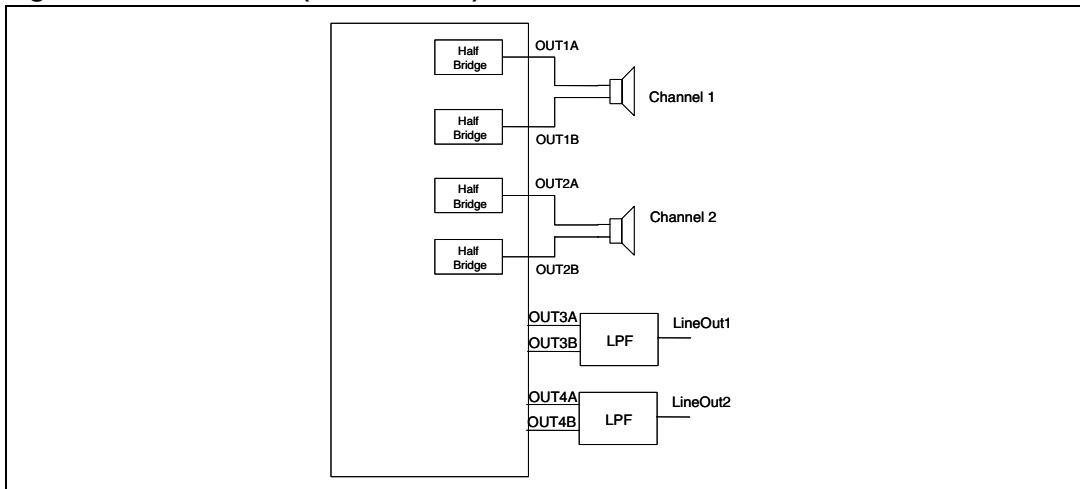 Half
Bridge
OUT1A
Channel 1
Half
Bridge
OUT1B
Half
Bridge
OUT2A
Channel 2
Half
Bridge
OUT2B
OUT3A
LineOut1
OUT3B
LPF
OUT4A
LineOut2
OUT4B
LPF